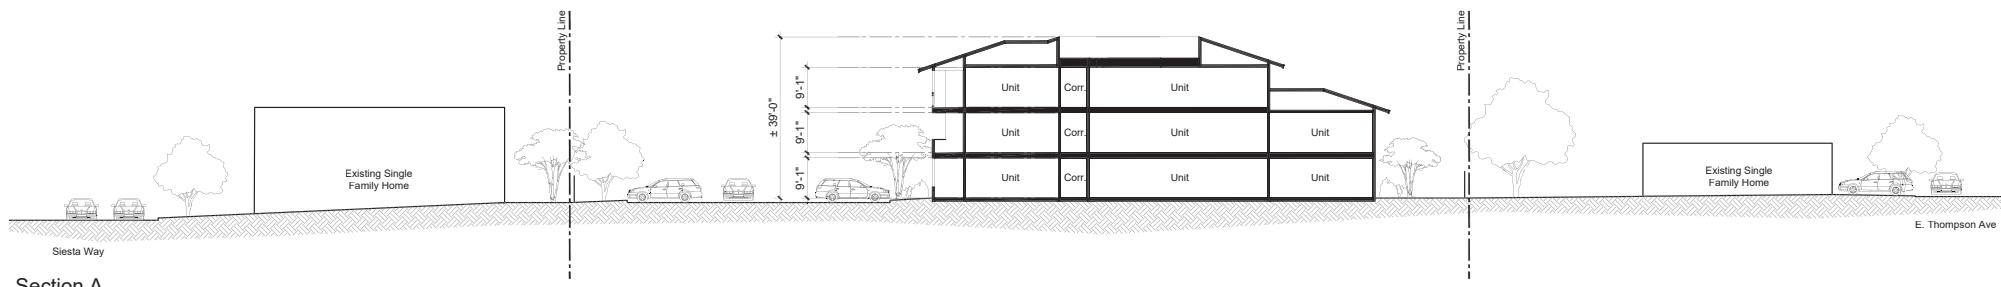 Property Line
Property Line
± 39'-0"
9'-1"
9'-1"
9'-1"
Unit
Corr.
Unit
Unit
Corr.
Unit
Unit
Unit
Corr.
Unit
Unit
Existing Single
Family Home
Existing Single
Family Home
Siesta Way
E. Thompson Ave
Section A